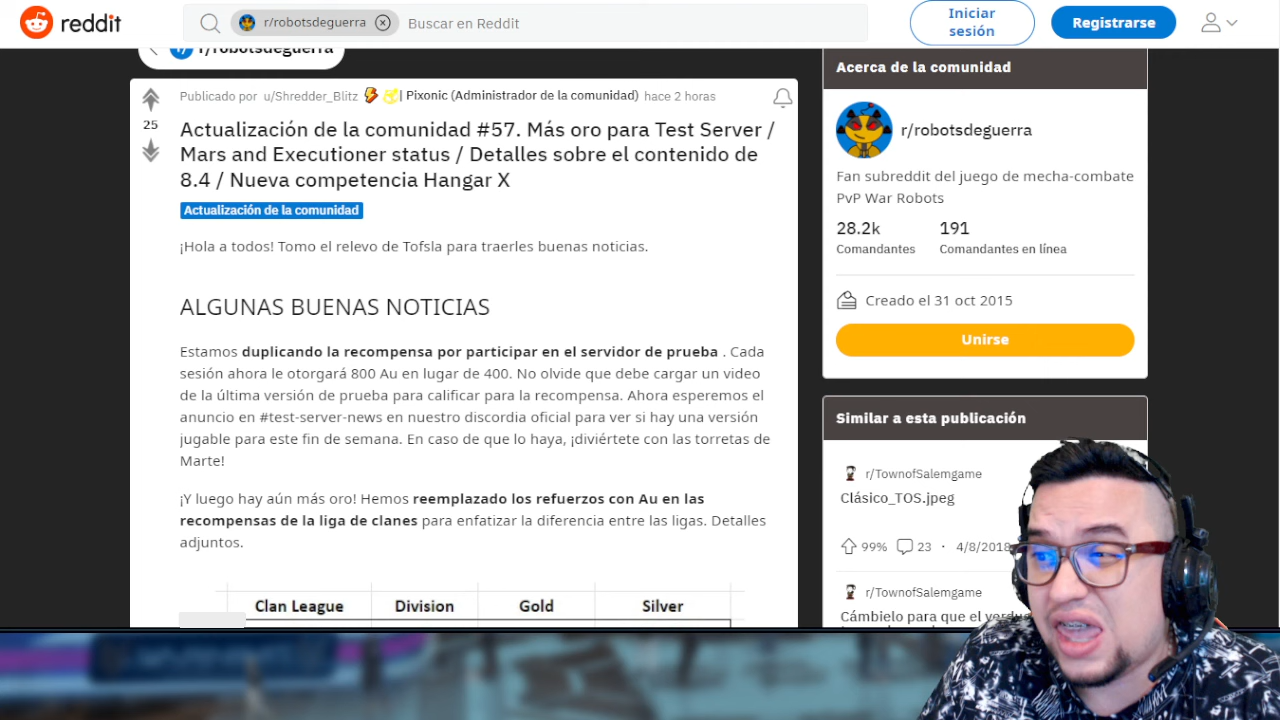 reddit
r/robotsdeguerra
Buscar en Reddit
Iniciar
sesión
Registrarse
r/robotsdeguerra
Publicado por u/Shredder_Blitz | Pixonic (Administrador de la comunidad) hace 2 horas
25
Actualización de la comunidad #57. Más oro para Test Server /
Mars and Executioner status / Detalles sobre el contenido de
8.4 / Nueva competencia Hangar X
Actualización de la comunidad
¡Hola a todos! Tomo el relevo de Tofsla para traerles buenas noticias.
ALGUNAS BUENAS NOTICIAS
Estamos duplicando la recompensa por participar en el servidor de prueba . Cada
sesión ahora le otorgará 800 Au en lugar de 400. No olvide que debe cargar un video
de la última versión de prueba para calificar para la recompensa. Ahora esperemos el
anuncio en #test-server-news en nuestro discordia oficial para ver si hay una versión
jugable para este fin de semana. En caso de que lo haya, ¡diviértete con las torretas de
Marte!
¡Y luego hay aún más oro! Hemos reemplazado los refuerzos con Au en las
recompensas de la liga de clanes para enfatizar la diferencia entre las ligas. Detalles
adjuntos.
Clan League Division Gold Silver
Acerca de la comunidad
r/robotsdeguerra
Fan subreddit del juego de mecha-combate
PvP War Robots
28.2k 191
Comandantes Comandantes en línea
Creado el 31 oct 2015
Unirse
Similar a esta publicación
r/TownofSalemgame
Clásico_TOS.jpeg
99% 23 · 4/8/2018
r/TownofSalemgame
Cámbielo para que el